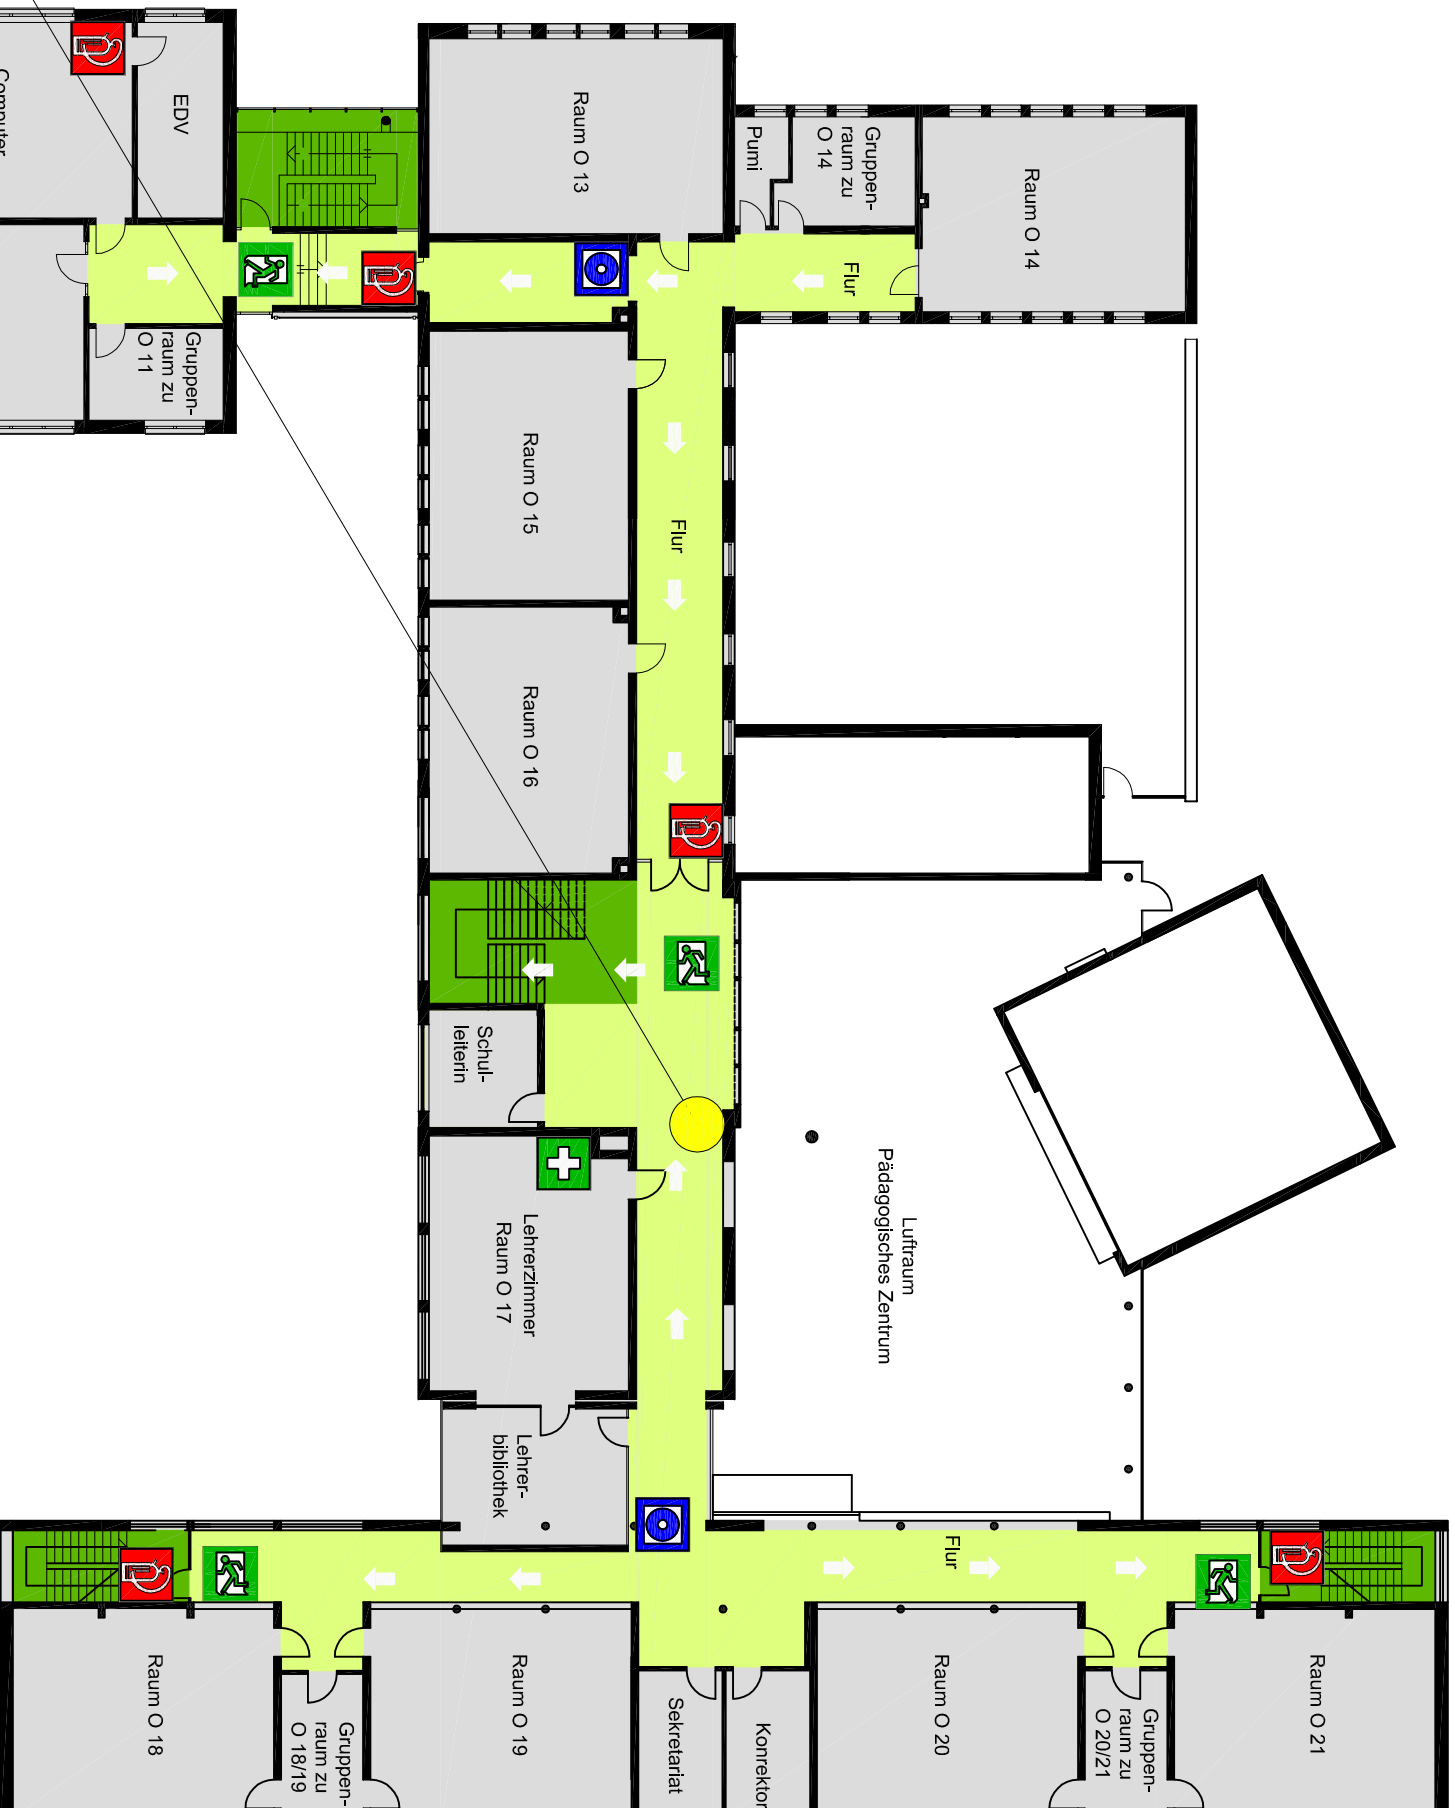 Computer
EDV
Raum O 13
Pumi
Gruppen-
raum zu
O 14
Raum O 14
Flur
Gruppen-
raum zu
O 11
Raum O 15
Flur
Raum O 16
Schul-
leiterin
Lehrerzimmer
Raum O 17
Luftraum
Pädagogisches Zentrum
Lehrer-
bibliothek
Flur
Raum O 18
Gruppen-
raum zu
O 18/19
Raum O 19
Sekretariat
Konrektor
Raum O 20
Gruppen-
raum zu
O 20/21
Raum O 21